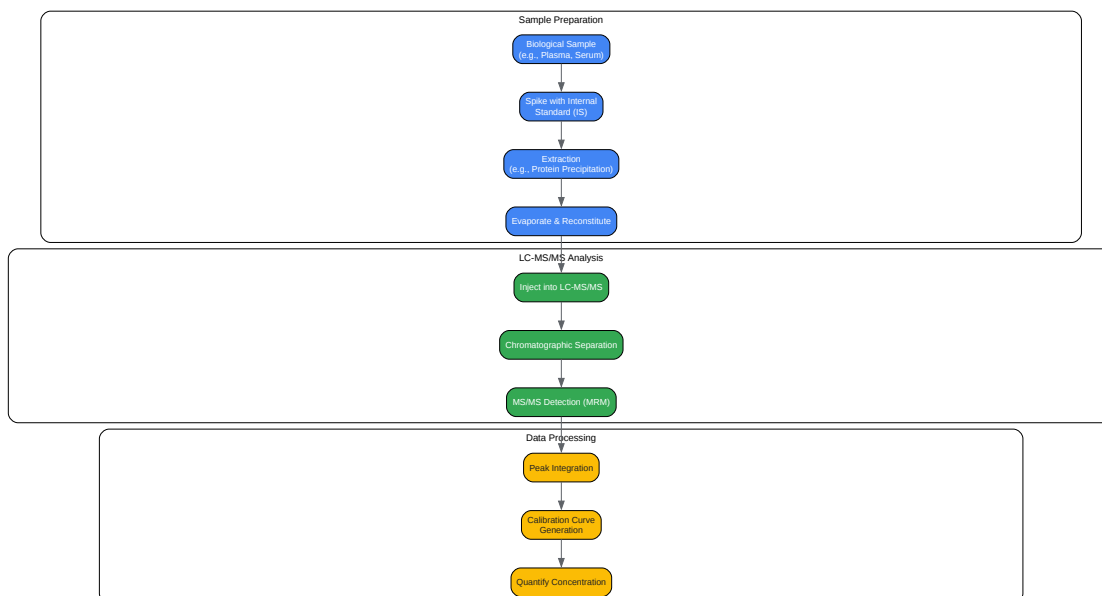 Sample Preparation
Biological Sample
(e.g., Plasma, Serum)
Spike with Internal
Standard (IS)
Extraction
(e.g., Protein Precipitation)
Evaporate & Reconstitute
LC-MS/MS Analysis
Inject into LC-MS/MS
Chromatographic Separation
MS/MS Detection (MRM)
Data Processing
Peak Integration
Calibration Curve
Generation
Quantify Concentration